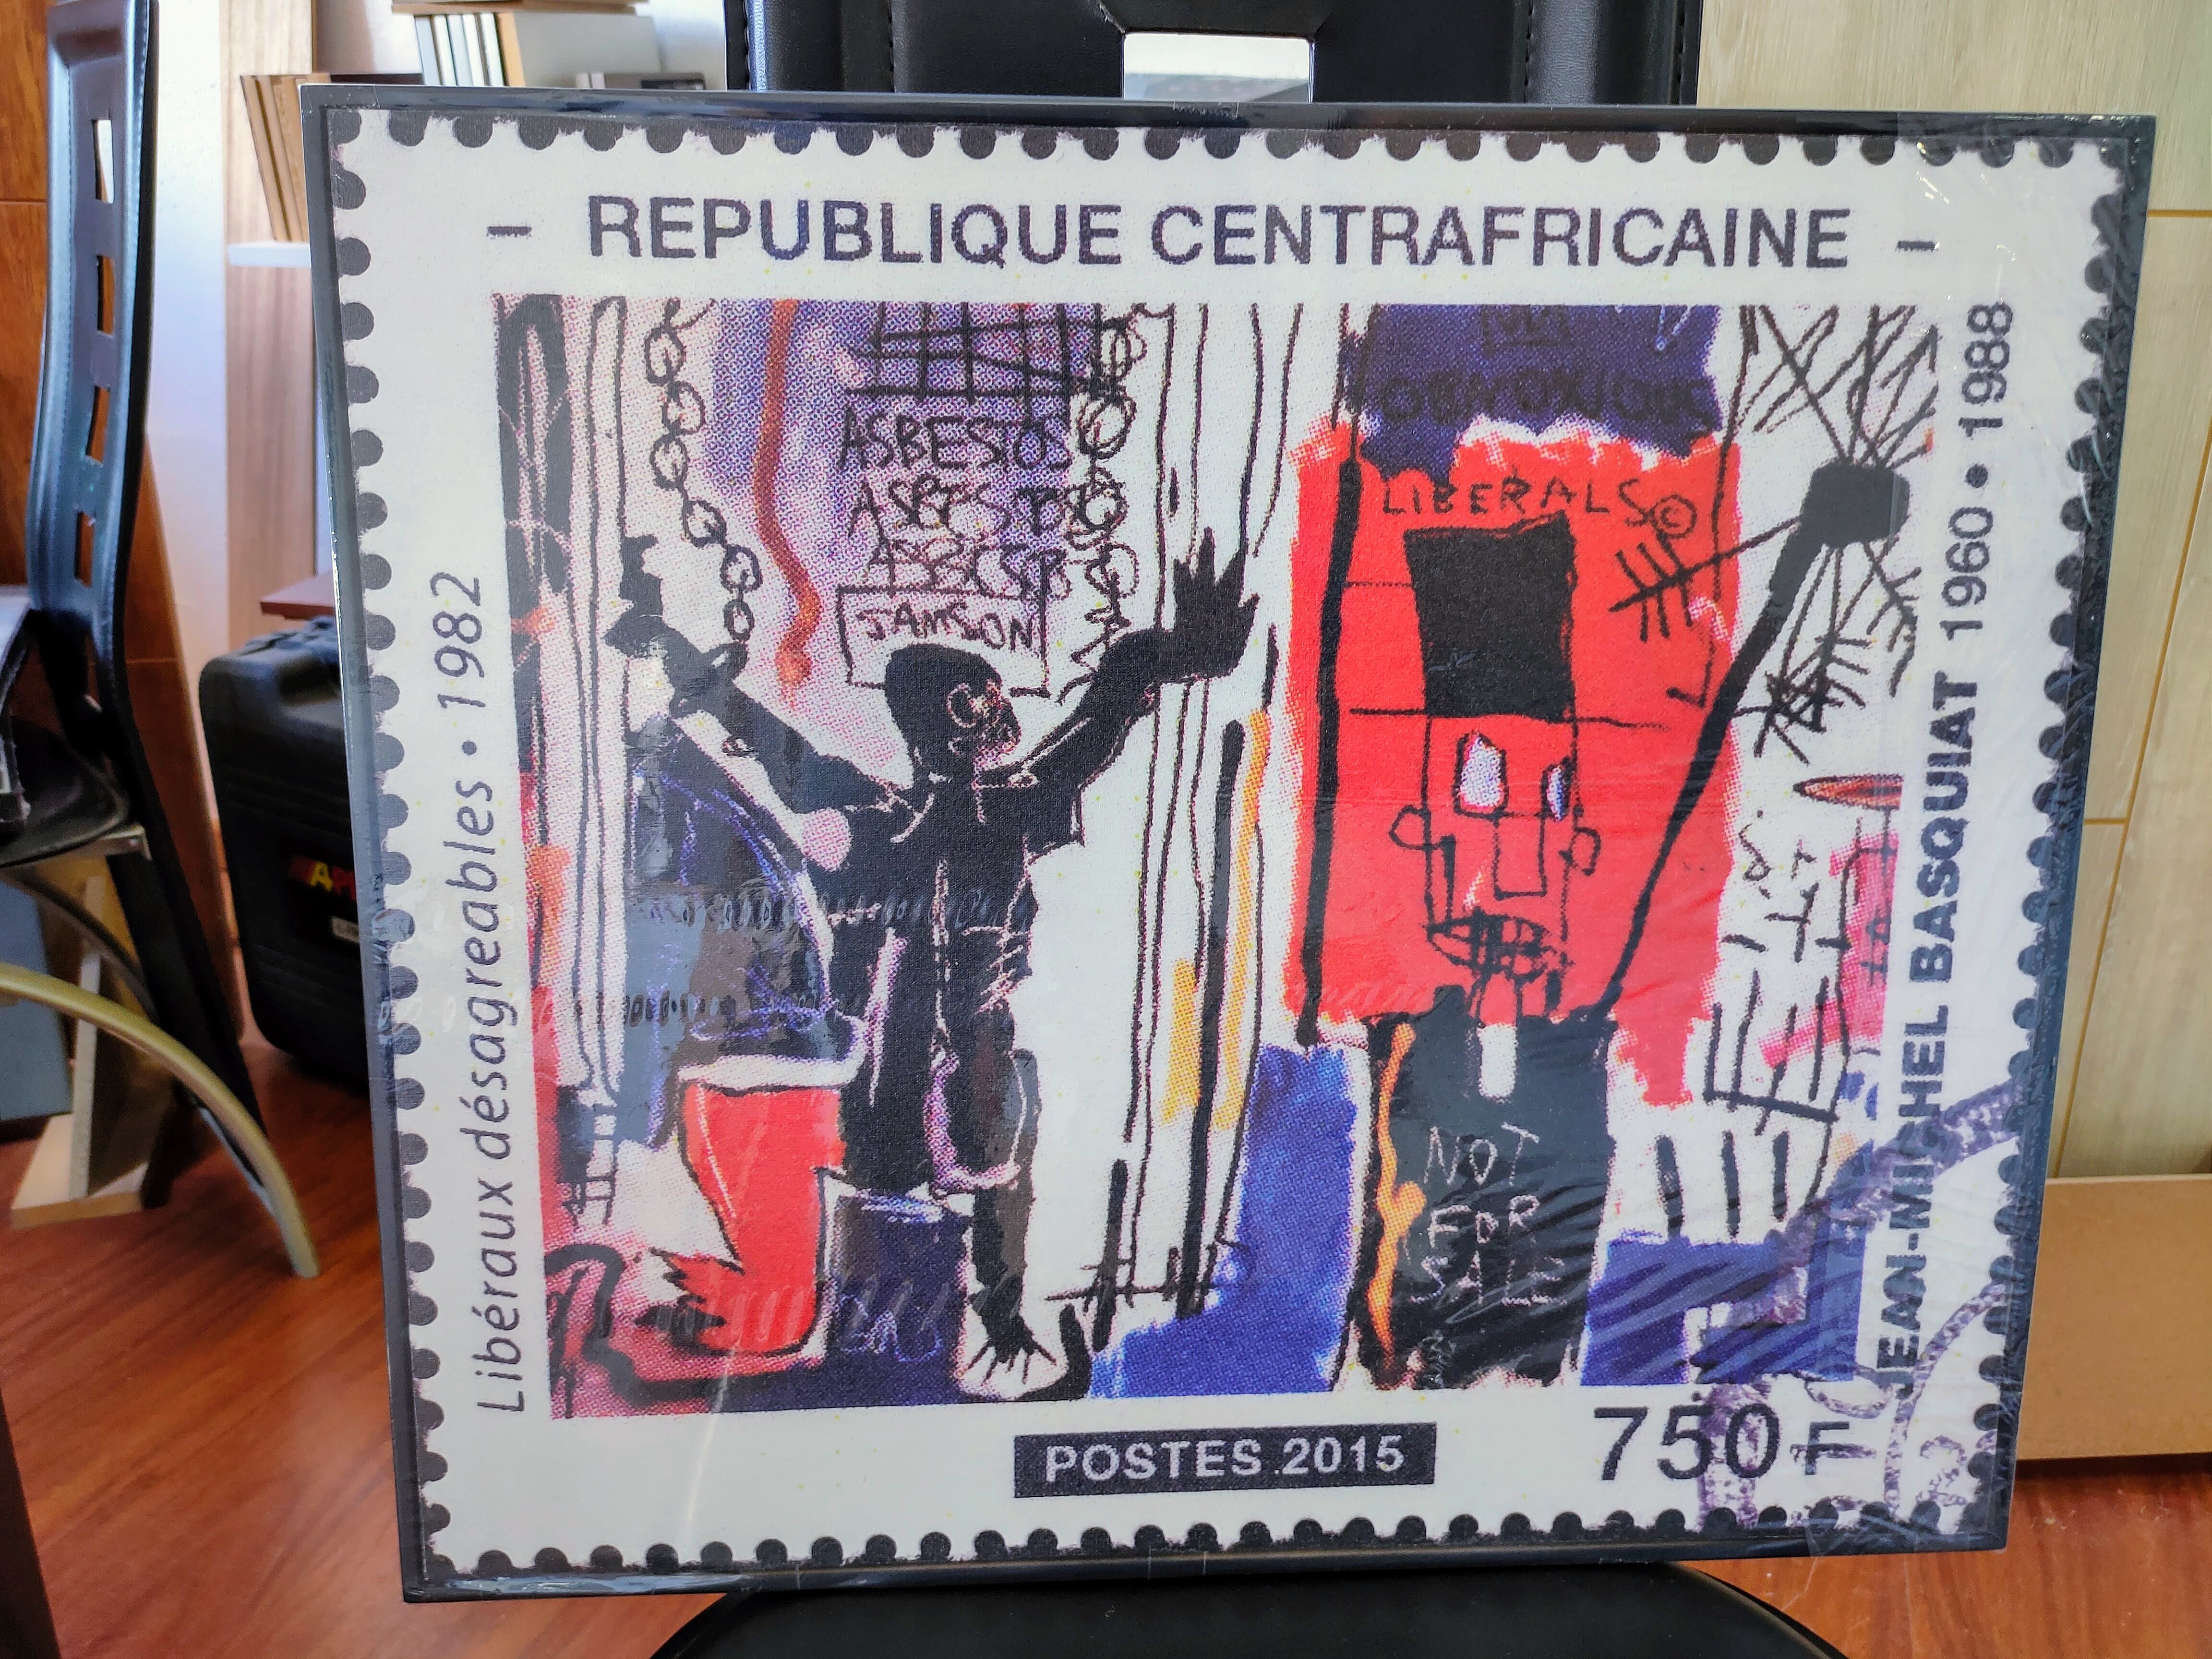 - REPUBLIQUE CENTRAFRICAINE -
Libéraux désagreables • 1982
ASBESTOS
JAMSON
OBNOXIOUS
LIBERALS©
NOT
FOR
SALE
JEAN-MICHEL BASQUIAT 1960 • 1988
POSTES 2015
750 F